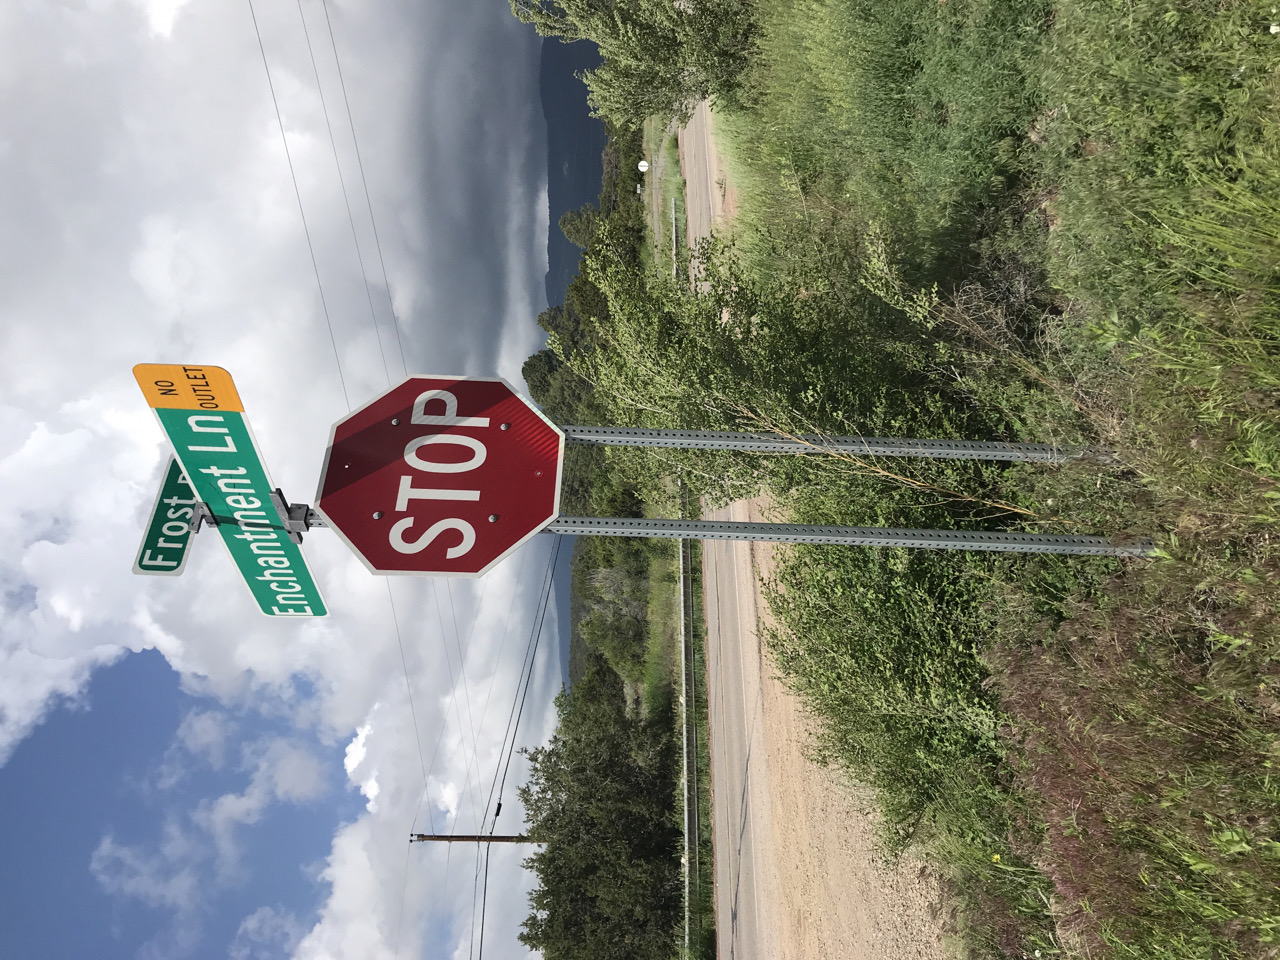 Frost
Enchantment Ln
NO
OUTLET
STOP